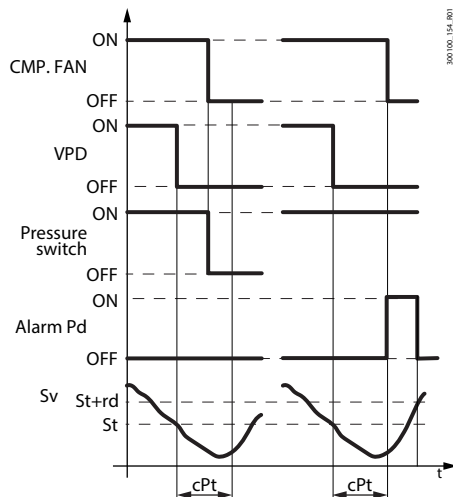 300100_154_R01
ON
CMP. FAN
OFF
ON
VPD
OFF
ON
Pressure
switch
OFF
ON
Alarm Pd
OFF
Sv
St+rd
St
t
cPt
cPt